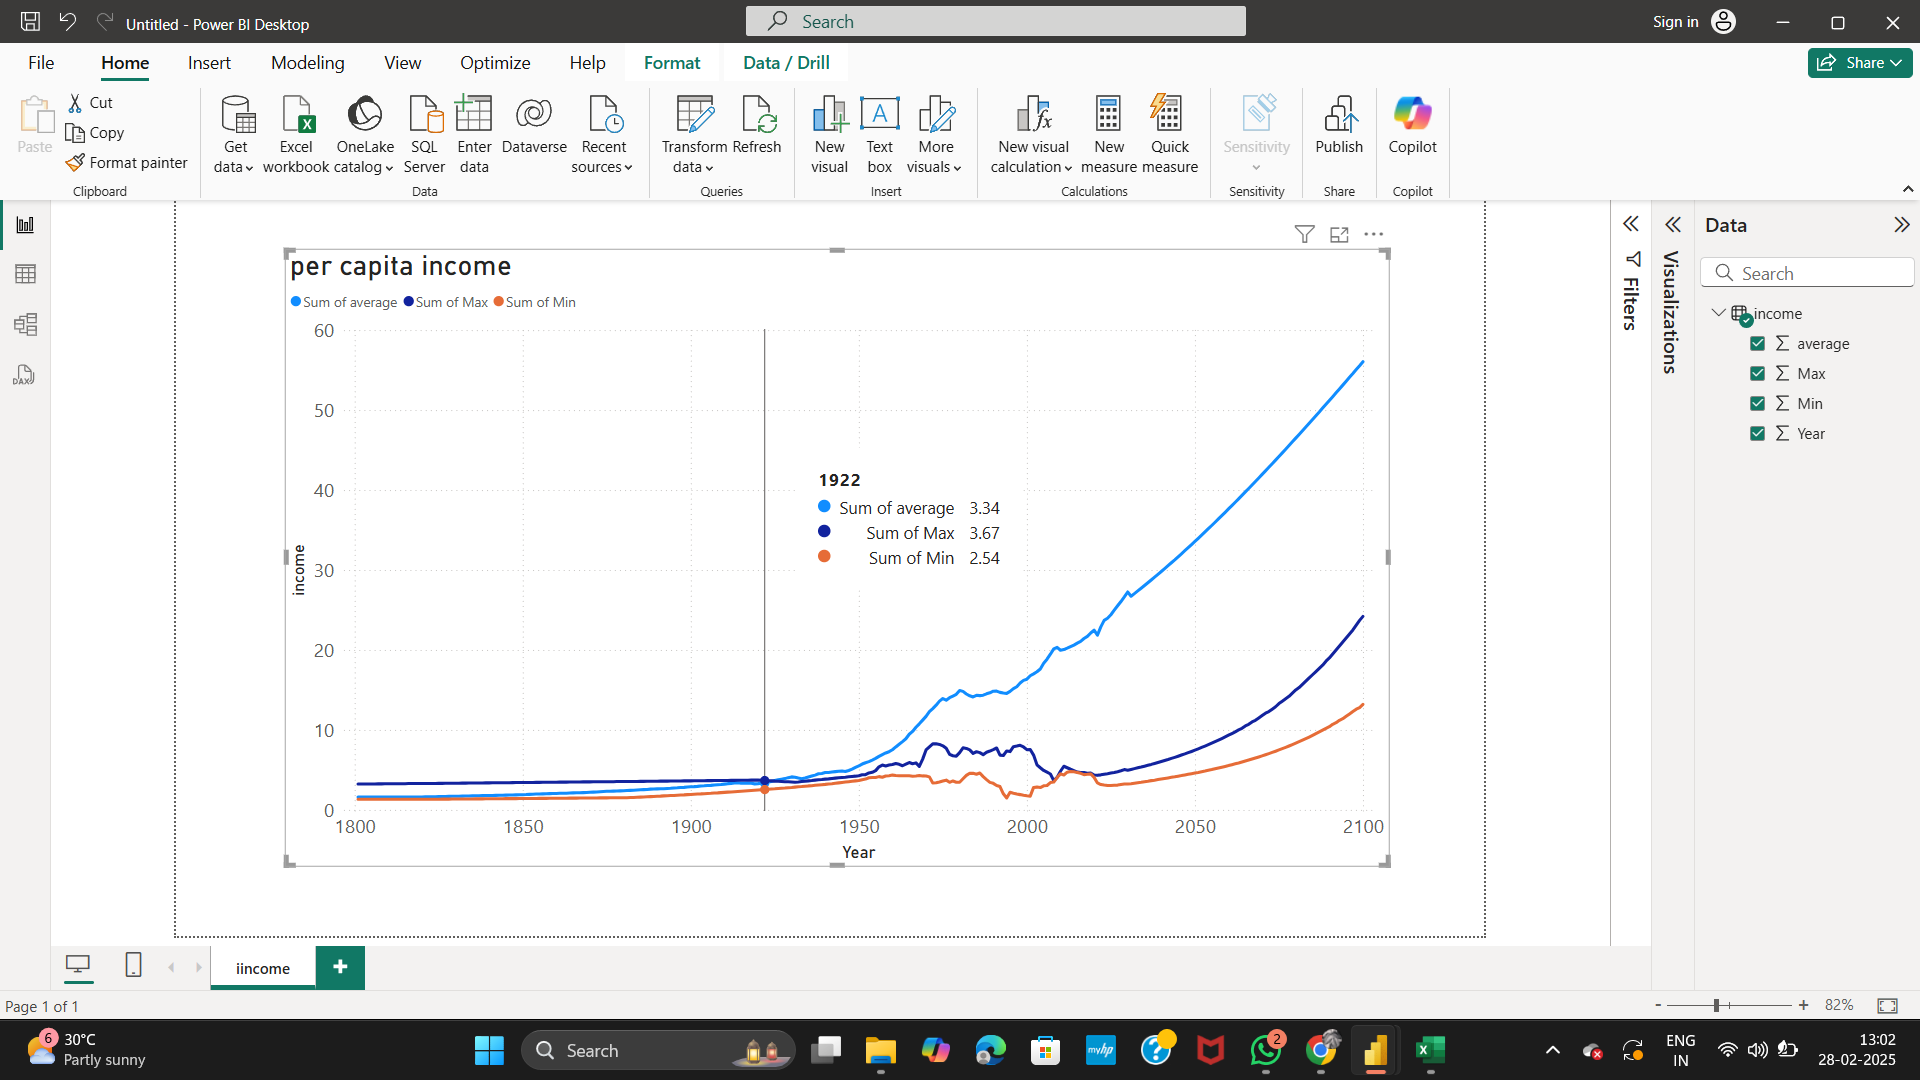 Untitled - Power BI Desktop
Search
Sign in
File Home Insert Modeling View Optimize Help Format Data / Drill
Share
Paste
Cut
Copy
Format painter
Clipboard
Get data
Excel workbook
OneLake catalog
SQL Server
Enter data
Dataverse
Recent sources
Data
Transform data
Refresh
Queries
New visual
Text box
More visuals
Insert
New visual calculation
New measure
Quick measure
Calculations
Sensitivity
Sensitivity
Publish
Share
Copilot
Copilot
DAX
per capita income
Sum of average Sum of Max Sum of Min
60
50
40
30
20
10
0
income
1922
Sum of average 3.34
Sum of Max 3.67
Sum of Min 2.54
1800 1850 1900 1950 2000 2050 2100
Year
Filters
Visualizations
Data
Search
income
average
Max
Min
Year
iincome
Page 1 of 1
- + 82%
6
30°C
Partly sunny
Search
myhp
2
ENG
IN
13:02
28-02-2025